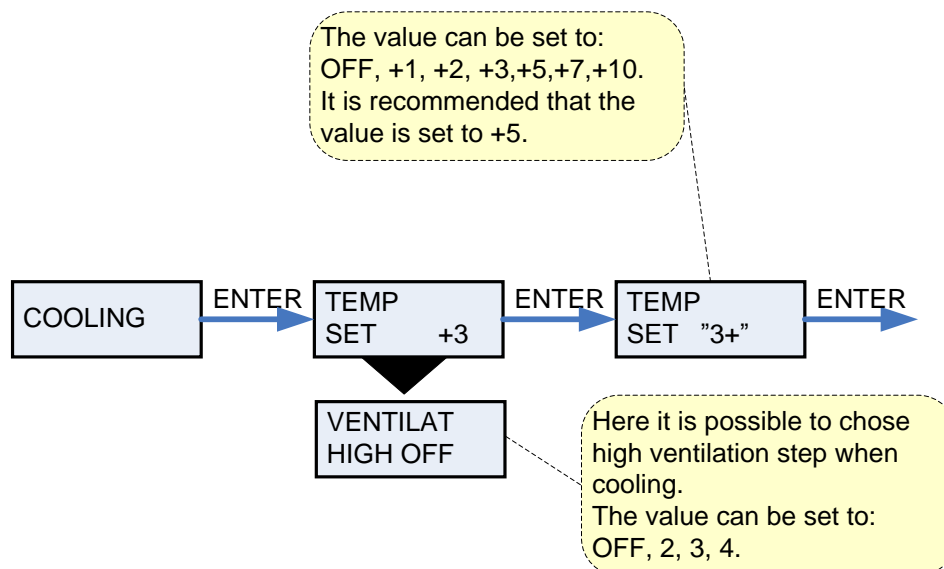 The value can be set to:
OFF, +1, +2, +3,+5,+7,+10.
It is recommended that the
value is set to +5.
COOLING
ENTER
TEMP
SET +3
ENTER
TEMP
SET ”3+”
ENTER
VENTILAT
HIGH OFF
Here it is possible to chose
high ventilation step when
cooling.
The value can be set to:
OFF, 2, 3, 4.